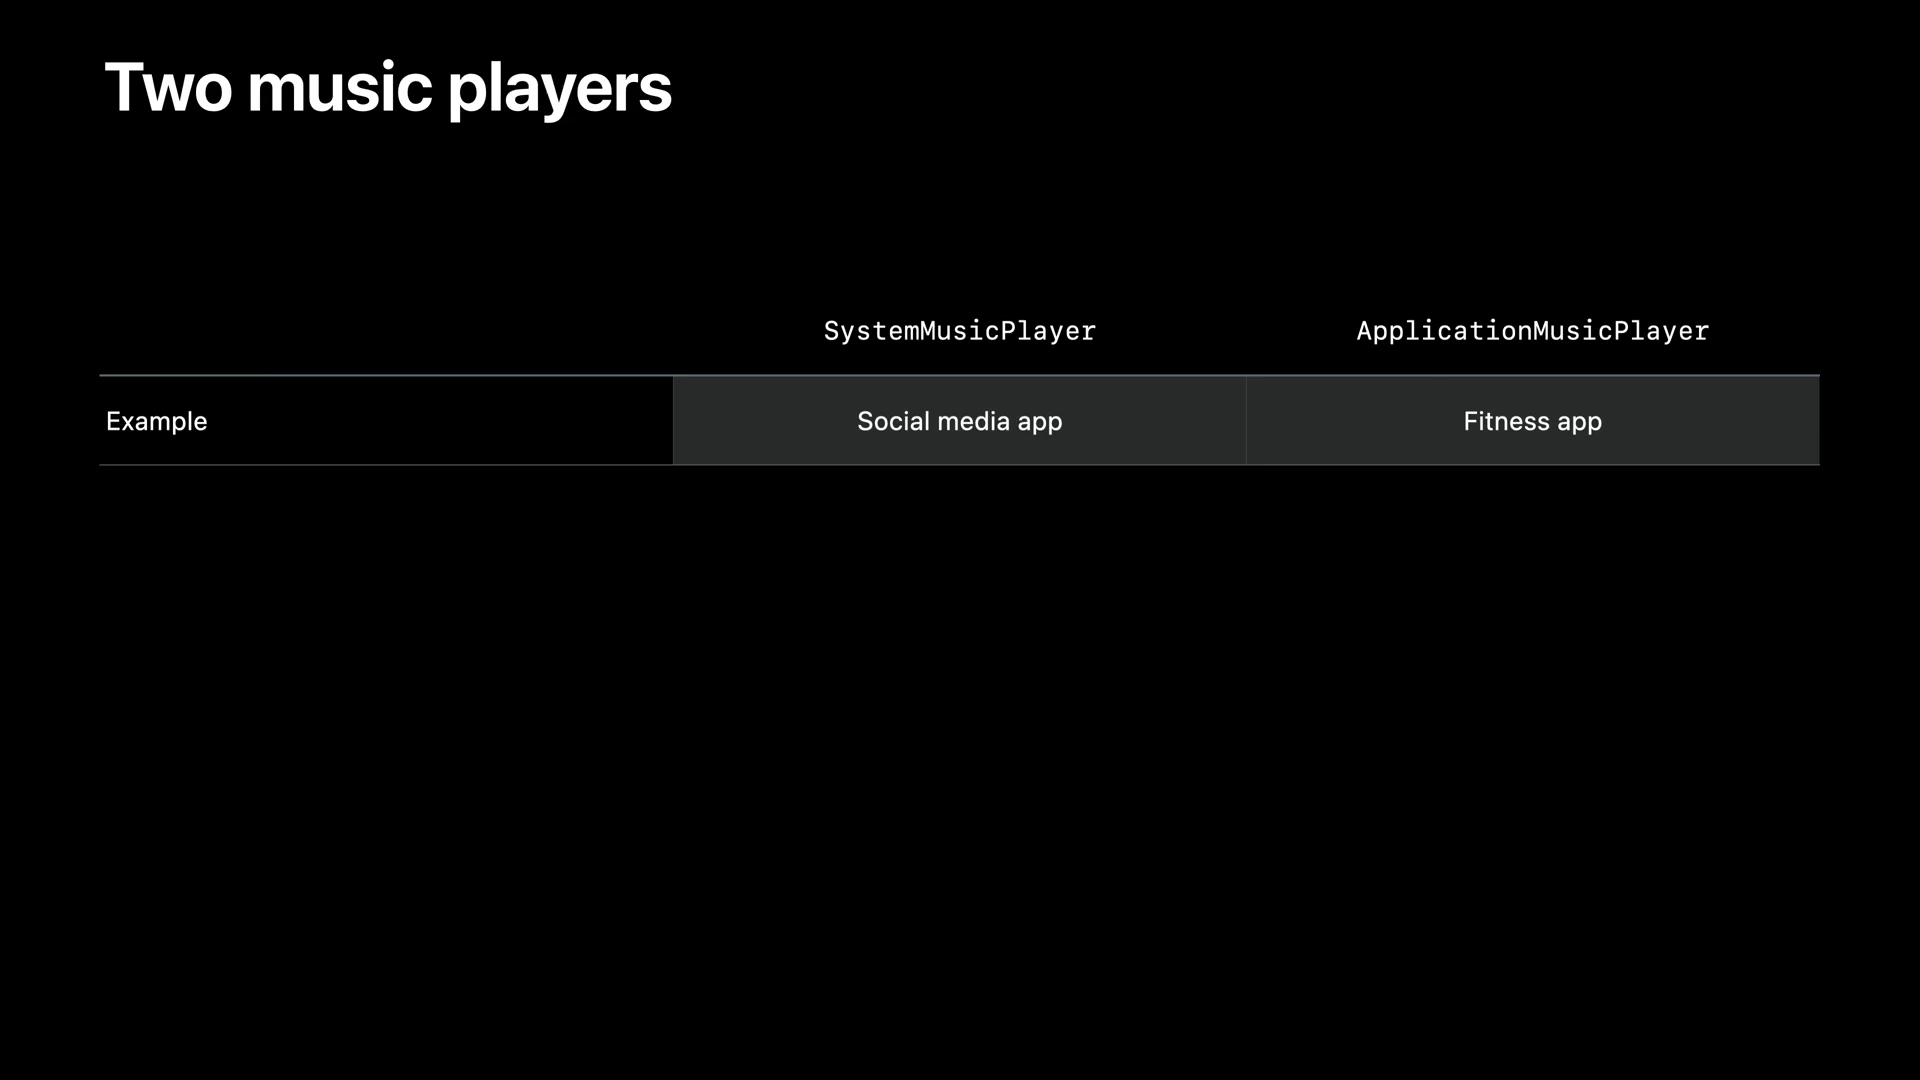 Two music players
SystemMusicPlayer ApplicationMusicPlayer
Example Social media app Fitness app